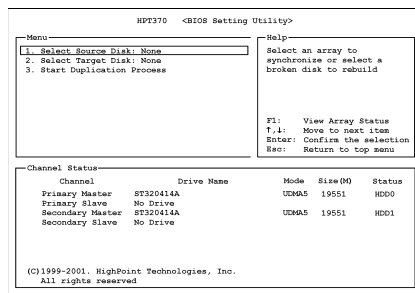 HPT370 <BIOS Setting Utility>
Menu
1. Select Source Disk: None
2. Select Target Disk: None
3. Start Duplication Process
Help
Select an array to
synchronize or select a
broken disk to rebuild
F1: View Array Status
↑,↓: Move to next item
Enter: Confirm the selection
Esc: Return to top menu
Channel Status
Channel Drive Name Mode Size(M) Status
Primary Master ST320414A UDMA5 19551 HDD0
Primary Slave No Drive
Secondary Master ST320414A UDMA5 19551 HDD1
Secondary Slave No Drive
(C)1999-2001. HighPoint Technologies, Inc.
All rights reserved